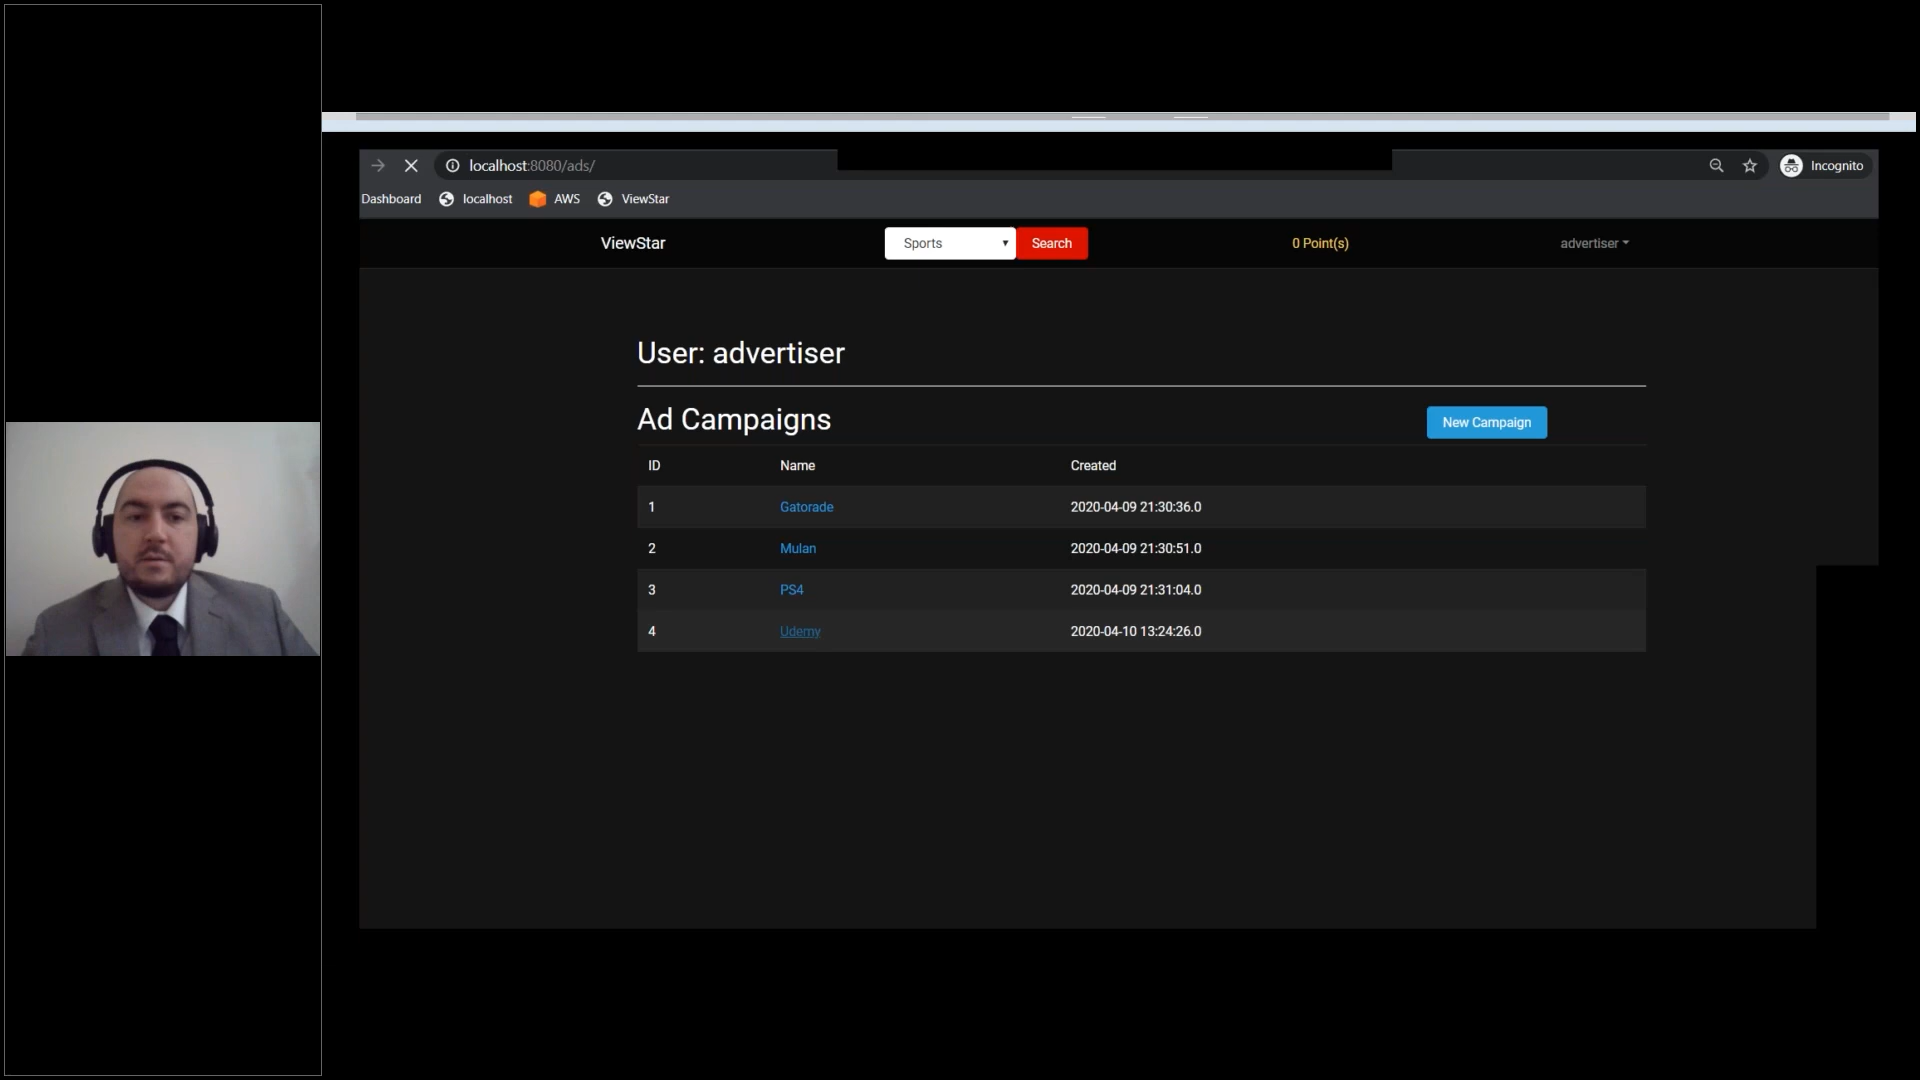 localhost:8080/ads/
Incognito
Dashboard localhost AWS ViewStar
ViewStar Sports Search 0 Point(s) advertiser
User: advertiser
Ad Campaigns New Campaign
ID Name Created
1 Gatorade 2020-04-09 21:30:36.0
2 Mulan 2020-04-09 21:30:51.0
3 PS4 2020-04-09 21:31:04.0
4 Udemy 2020-04-10 13:24:26.0